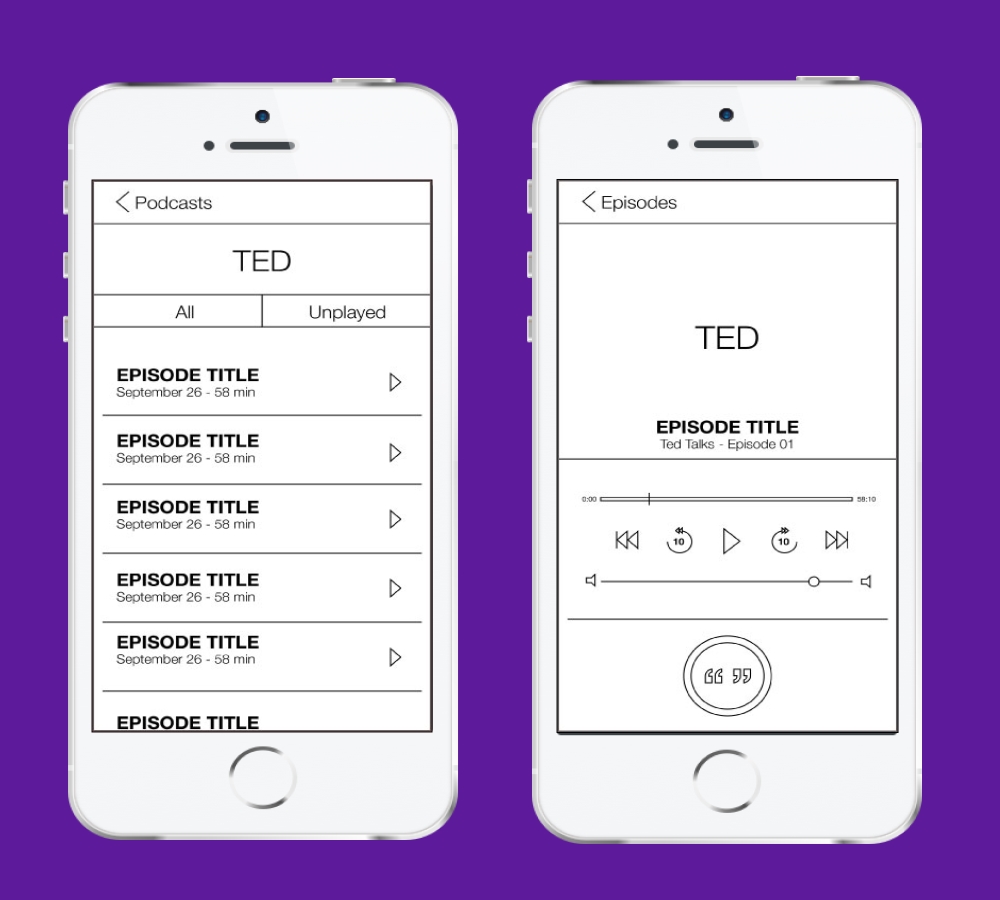 Podcasts
TED
All Unplayed
EPISODE TITLE
September 26 - 58 min
EPISODE TITLE
September 26 - 58 min
EPISODE TITLE
September 26 - 58 min
EPISODE TITLE
September 26 - 58 min
EPISODE TITLE
September 26 - 58 min
EPISODE TITLE
Episodes
TED
EPISODE TITLE
Ted Talks - Episode 01
0:00 58:10
10 10
“ ”